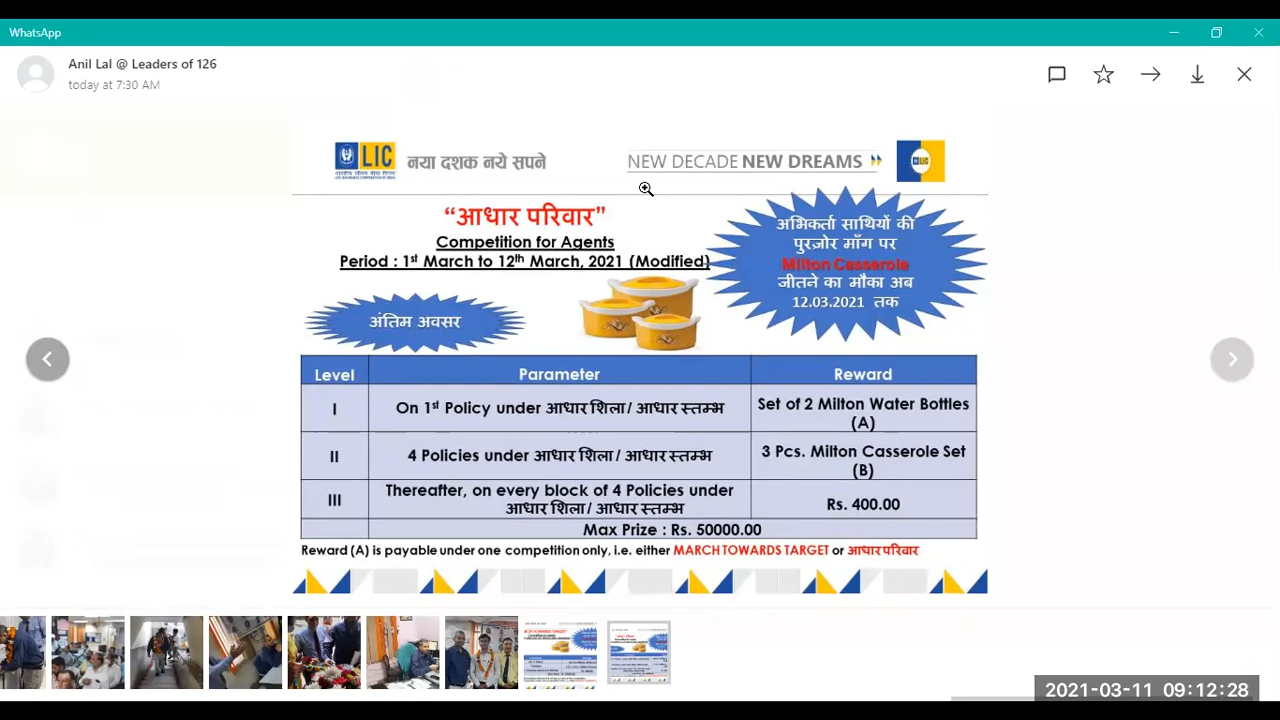 WhatsApp
Anil Lal @ Leaders of 126
today at 7:30 AM
LIC
नया दशक नये सपने
NEW DECADE NEW DREAMS
LIC
“आधार परिवार”
Competition for Agents
Period : 1st March to 12th March, 2021 (Modified)
अभिकर्ता साथियों की
पुरज़ोर माँग पर
Milton Casserole
जीतने का मौका अब
12.03.2021 तक
अंतिम अवसर
Level Parameter Reward
I On 1st Policy under आधार शिला / आधार स्तम्भ Set of 2 Milton Water Bottles
(A)
II 4 Policies under आधार शिला / आधार स्तम्भ 3 Pcs. Milton Casserole Set
(B)
III Thereafter, on every block of 4 Policies under
आधार शिला / आधार स्तम्भ Rs. 400.00
Max Prize : Rs. 50000.00
Reward (A) is payable under one competition only, i.e. either MARCH TOWARDS TARGET or आधार परिवार
2021-03-11 09:12:28